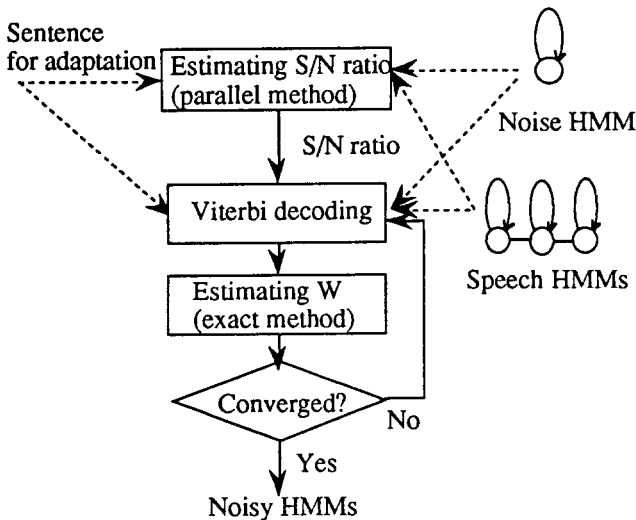 Sentence
for adaptation
Estimating S/N ratio
(parallel method)
Noise HMM
S/N ratio
Viterbi decoding
Speech HMMs
Estimating W
(exact method)
Converged?
No
Yes
Noisy HMMs